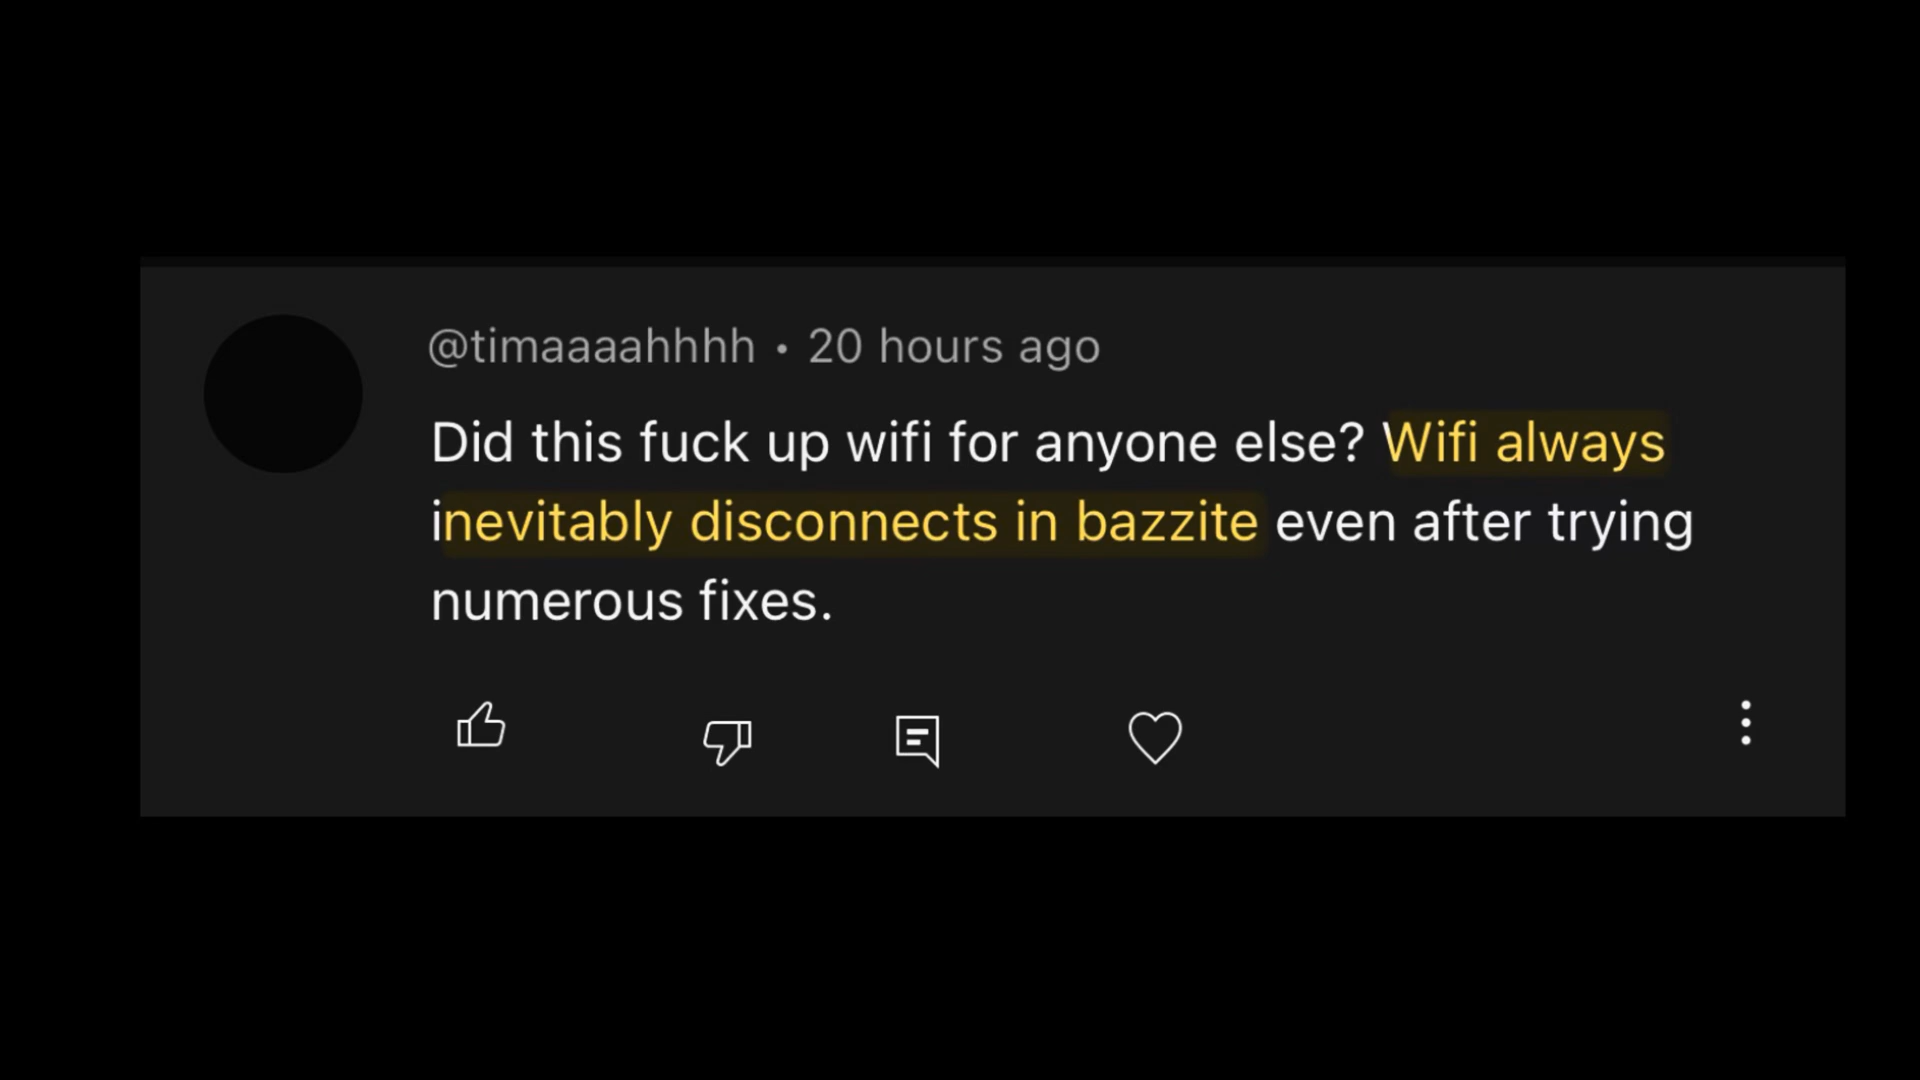 @timaaaahhhh • 20 hours ago
Did this fuck up wifi for anyone else? Wifi always
inevitably disconnects in bazzite even after trying
numerous fixes.